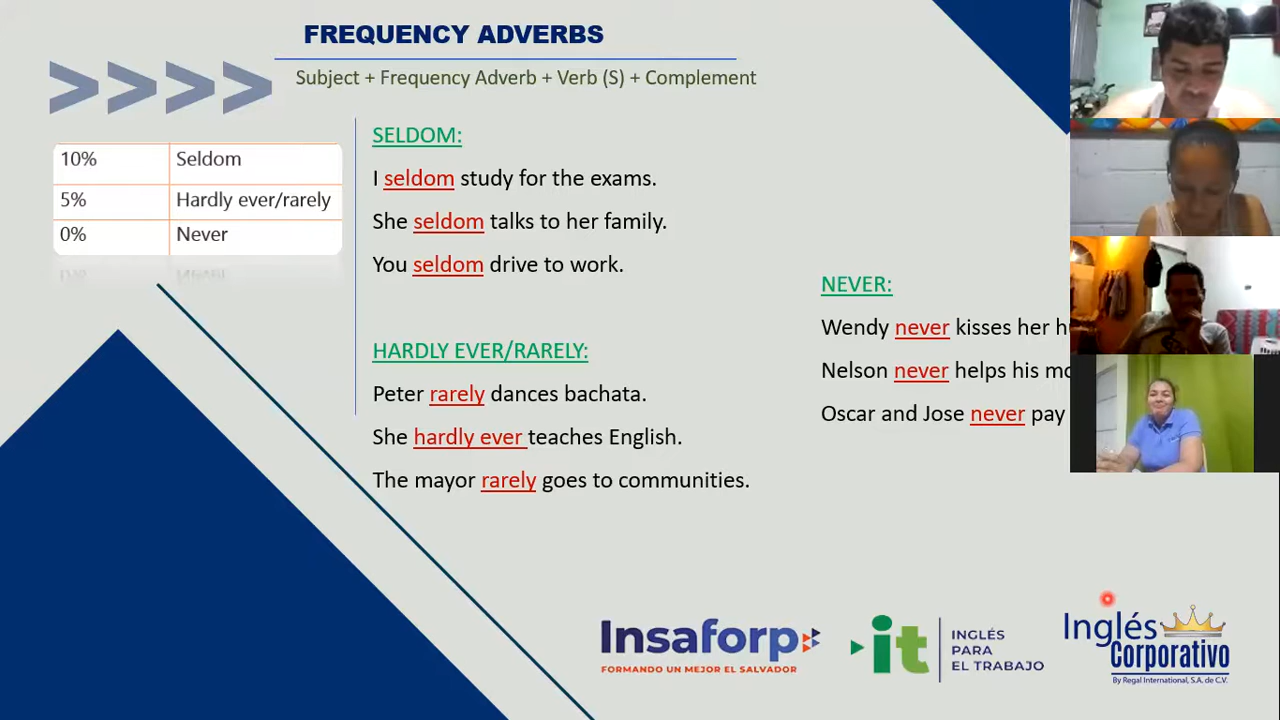 FREQUENCY ADVERBS
Subject + Frequency Adverb + Verb (S) + Complement
10% Seldom
5% Hardly ever/rarely
0% Never
SELDOM:
I seldom study for the exams.
She seldom talks to her family.
You seldom drive to work.
HARDLY EVER/RARELY:
Peter rarely dances bachata.
She hardly ever teaches English.
The mayor rarely goes to communities.
NEVER:
Wendy never kisses her
Nelson never helps his
Oscar and Jose never pay
Insaforp
FORMANDO UN MEJOR EL SALVADOR
it
INGLÉS
PARA
EL TRABAJO
Inglés
Corporativo
By Regal International, S.A. de C.V.